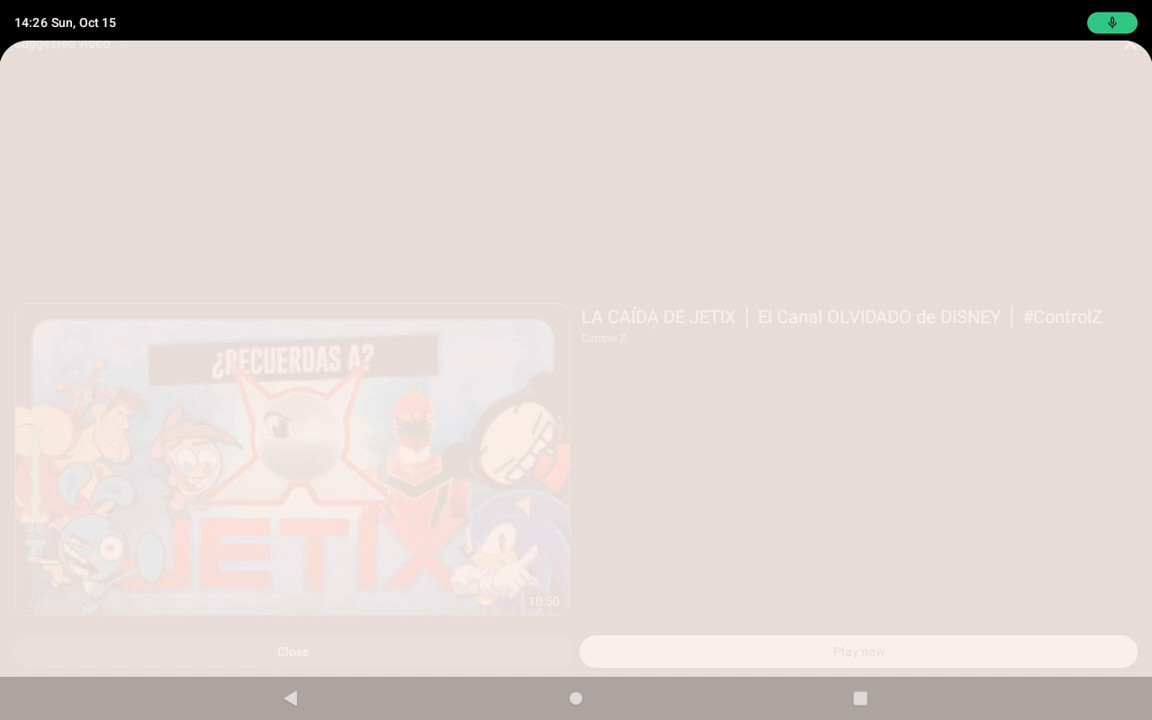 14:26 Sun, Oct 15
Suggested video
LA CAÍDA DE JETIX │ El Canal OLVIDADO de DISNEY │ #ControlZ
Control Z
¿RECUERDAS A?
JETIX
10:50
Close
Play now